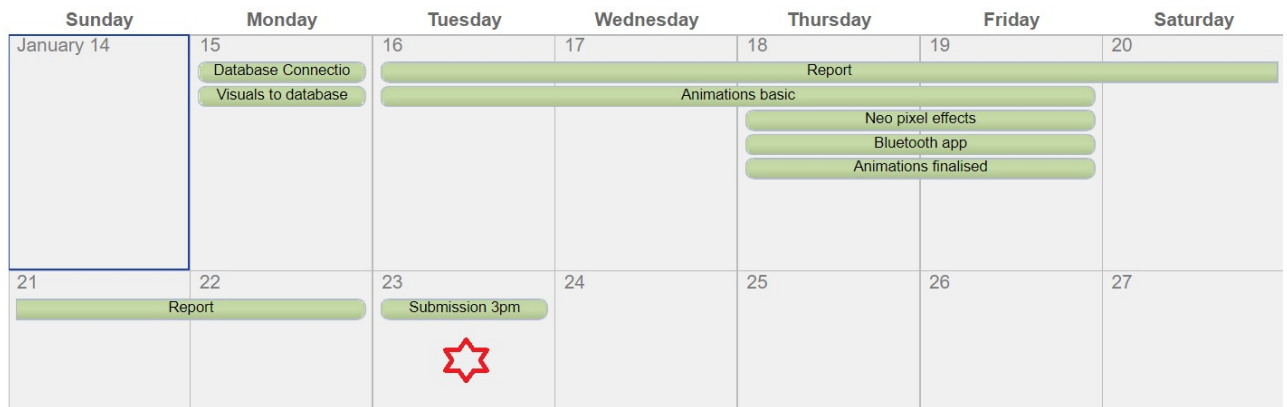 Sunday Monday Tuesday Wednesday Thursday Friday Saturday
January 14 15 16 17 18 19 20
Database Connectio Report
Visuals to database Animations basic
Neo pixel effects
Bluetooth app
Animations finalised
21 22 23 24 25 26 27
Report Submission 3pm